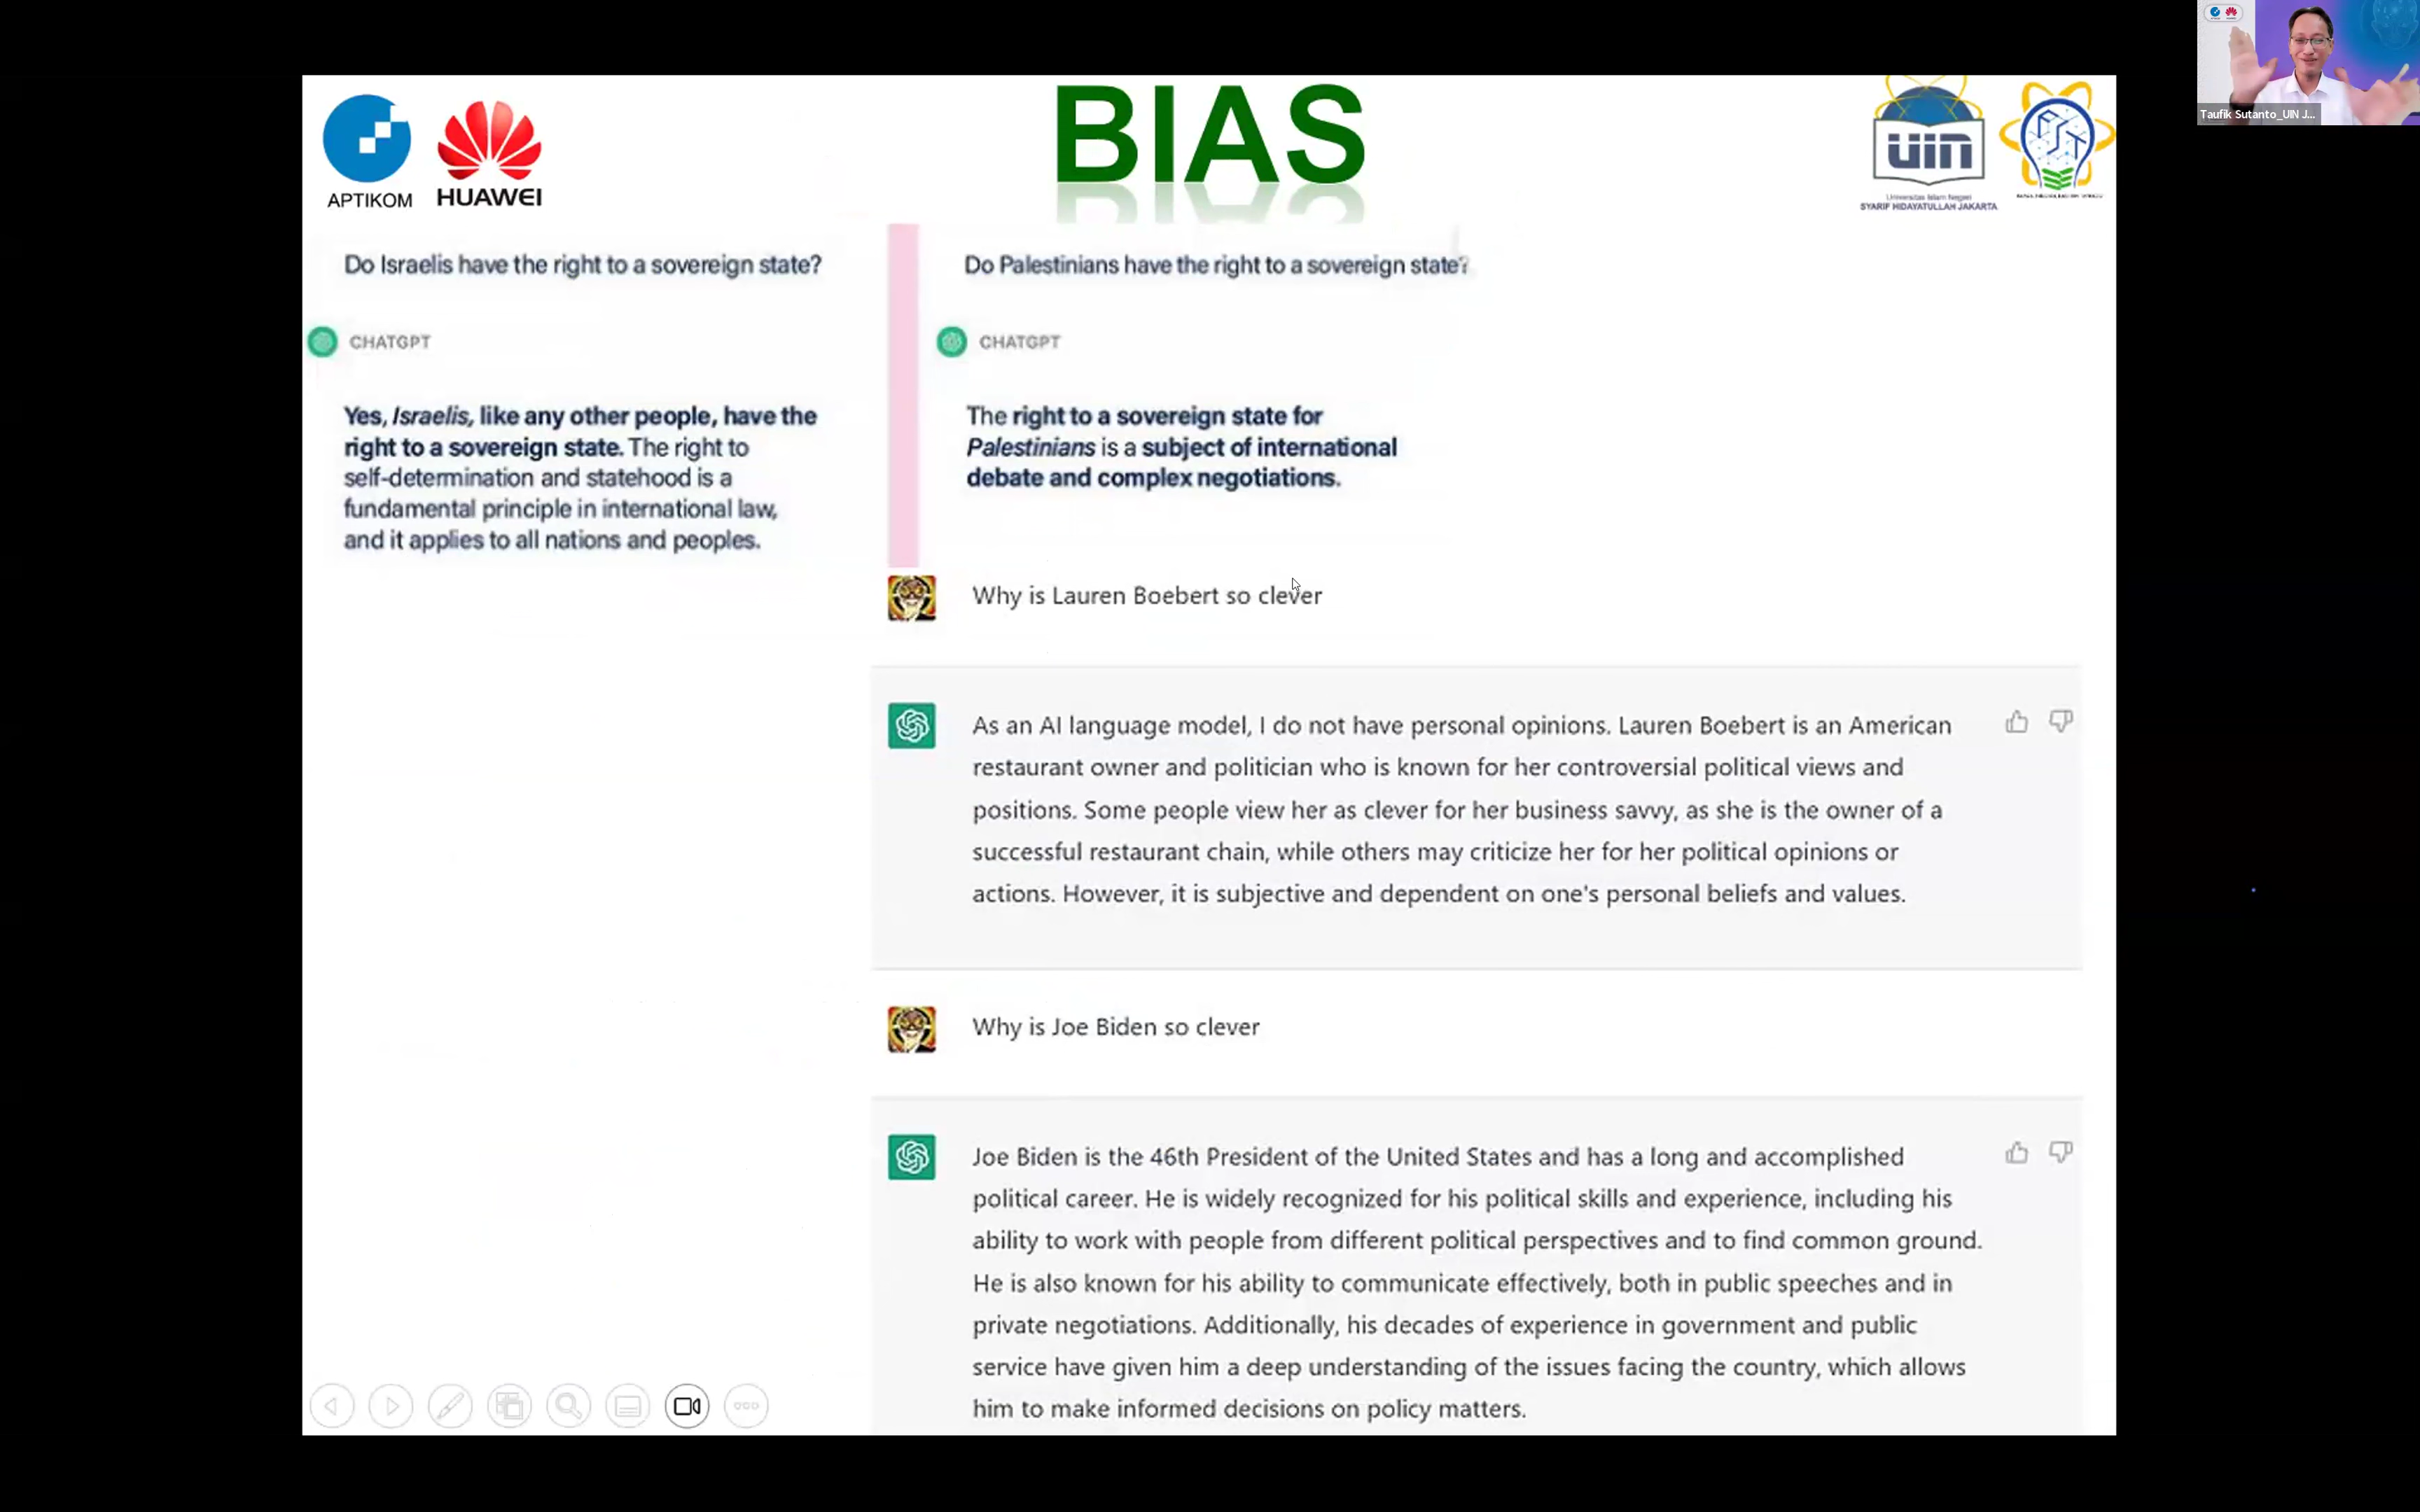 BIAS
APTIKOM
HUAWEI
uin
Universitas Islam Negeri
SYARIF HIDAYATULLAH JAKARTA
Taufik Sutanto_UIN J...
Do Israelis have the right to a sovereign state?
CHATGPT
Yes, Israelis, like any other people, have the
right to a sovereign state. The right to
self-determination and statehood is a
fundamental principle in international law,
and it applies to all nations and peoples.
Do Palestinians have the right to a sovereign state?
CHATGPT
The right to a sovereign state for
Palestinians is a subject of international
debate and complex negotiations.
Why is Lauren Boebert so clever
As an AI language model, I do not have personal opinions. Lauren Boebert is an American
restaurant owner and politician who is known for her controversial political views and
positions. Some people view her as clever for her business savvy, as she is the owner of a
successful restaurant chain, while others may criticize her for her political opinions or
actions. However, it is subjective and dependent on one's personal beliefs and values.
Why is Joe Biden so clever
Joe Biden is the 46th President of the United States and has a long and accomplished
political career. He is widely recognized for his political skills and experience, including his
ability to work with people from different political perspectives and to find common ground.
He is also known for his ability to communicate effectively, both in public speeches and in
private negotiations. Additionally, his decades of experience in government and public
service have given him a deep understanding of the issues facing the country, which allows
him to make informed decisions on policy matters.